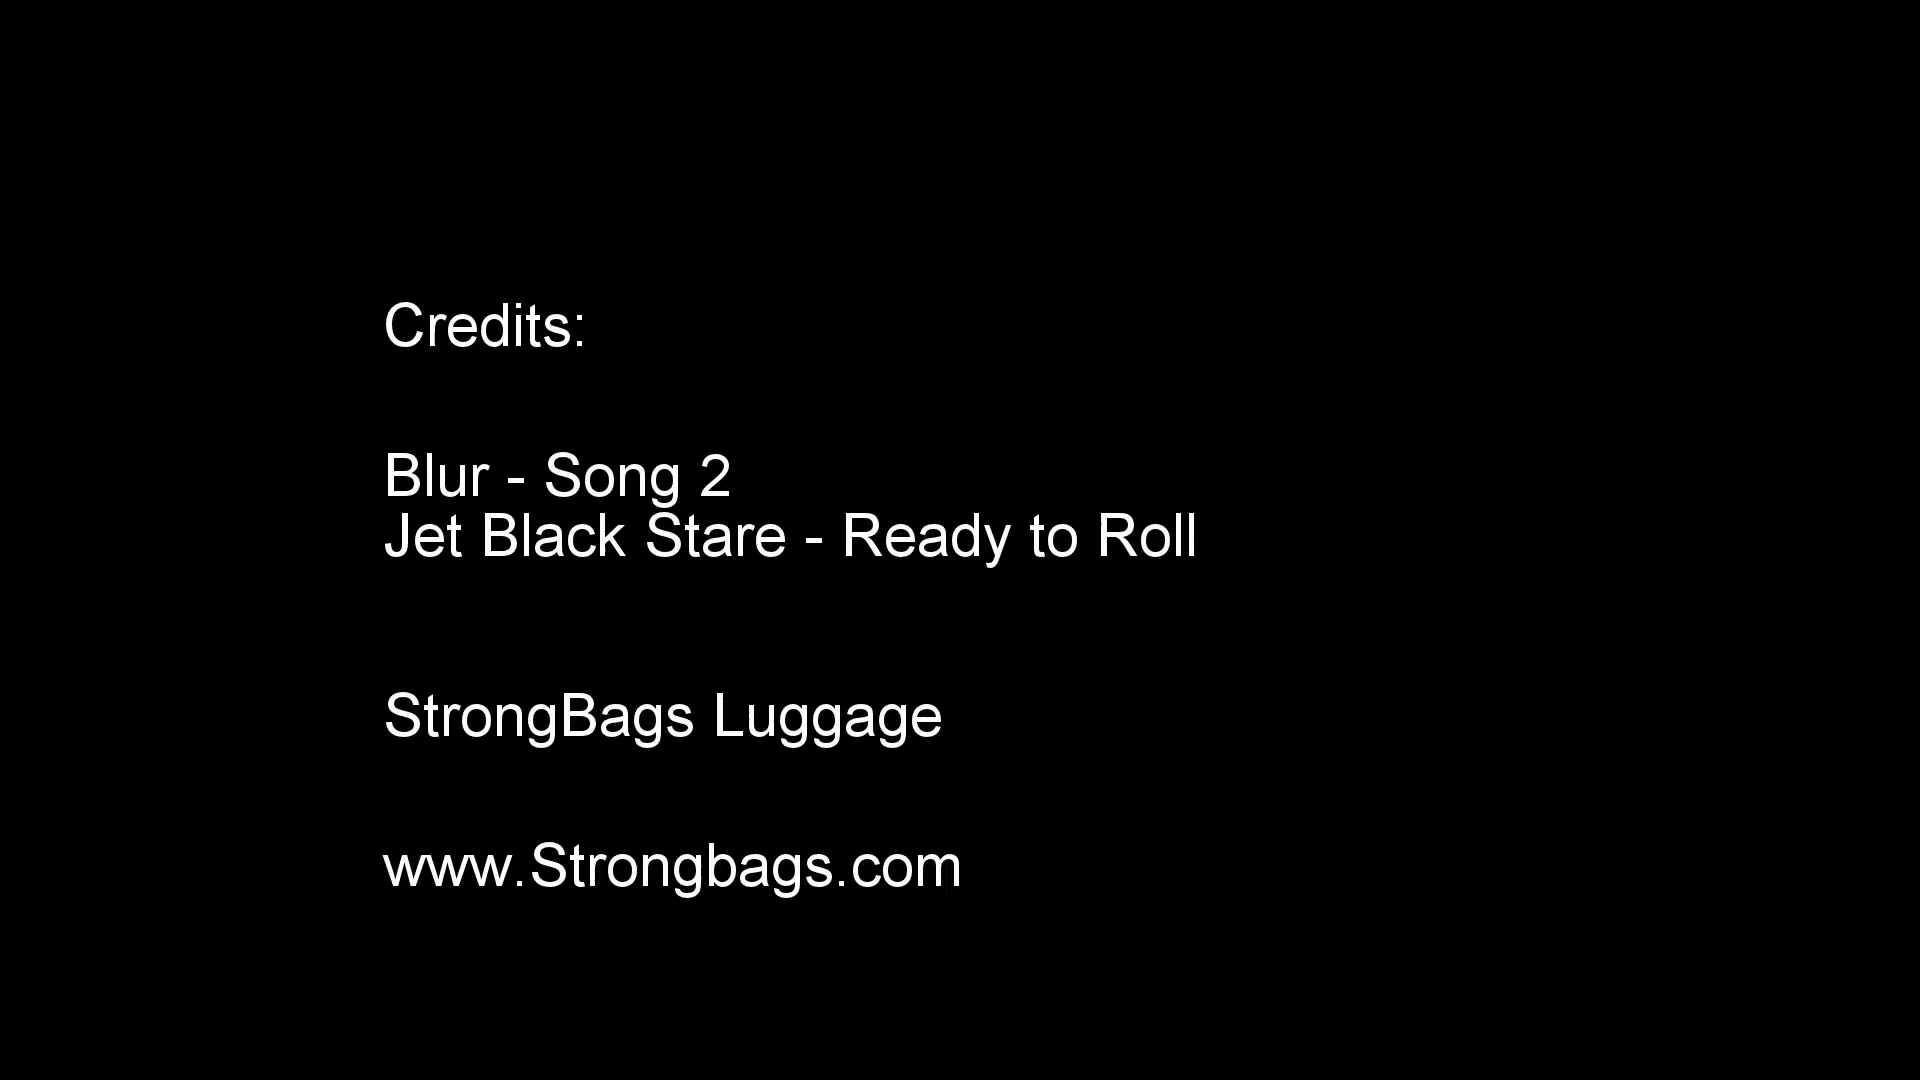 Credits:
Blur - Song 2
Jet Black Stare - Ready to Roll
StrongBags Luggage
www.Strongbags.com